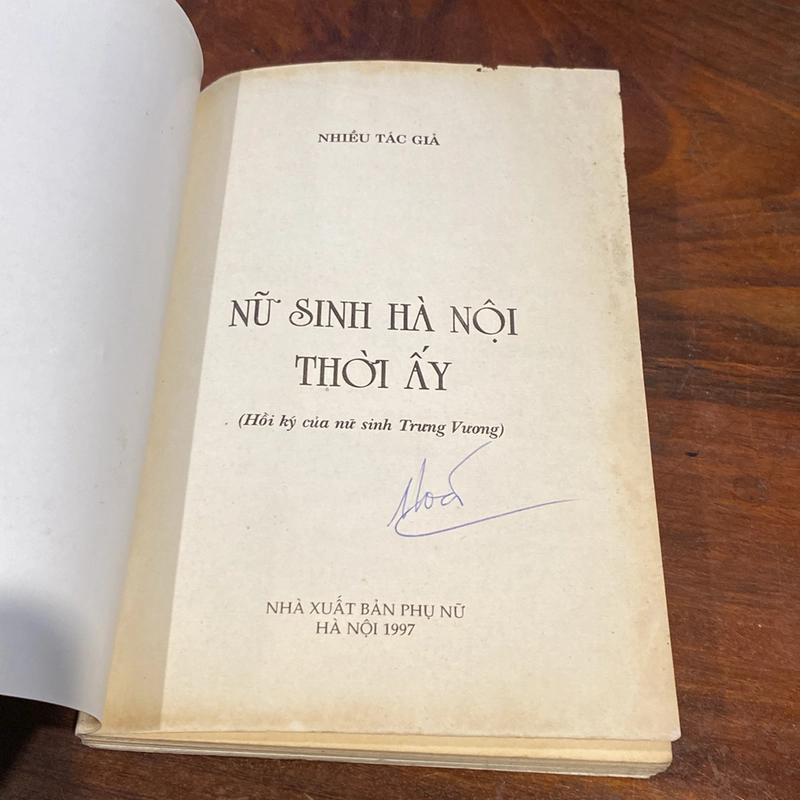 NHIỀU TÁC GIẢ
NỮ SINH HÀ NỘI
THỜI ẤY
(Hồi ký của nữ sinh Trưng Vương)
NHÀ XUẤT BẢN PHỤ NỮ
HÀ NỘI 1997